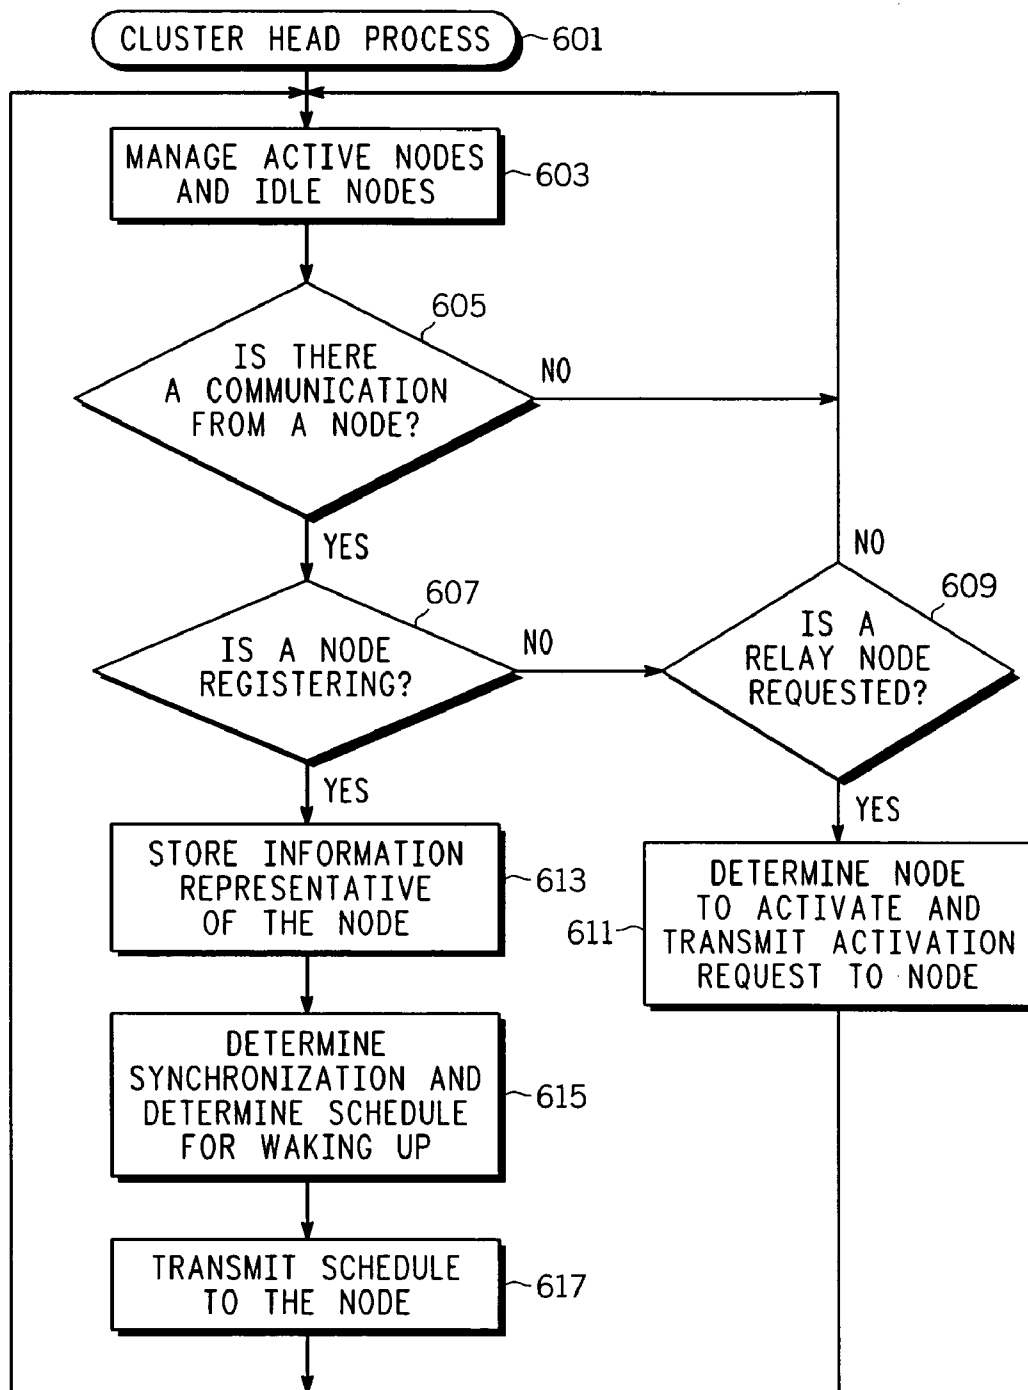 CLUSTER HEAD PROCESS
601
MANAGE ACTIVE NODES
AND IDLE NODES
603
605
IS THERE
A COMMUNICATION
FROM A NODE?
NO
YES
607
IS A NODE
REGISTERING?
NO
NO
609
IS A
RELAY NODE
REQUESTED?
YES
YES
STORE INFORMATION
REPRESENTATIVE
OF THE NODE
613
611
DETERMINE NODE
TO ACTIVATE AND
TRANSMIT ACTIVATION
REQUEST TO NODE
DETERMINE
SYNCHRONIZATION AND
DETERMINE SCHEDULE
FOR WAKING UP
615
TRANSMIT SCHEDULE
TO THE NODE
617